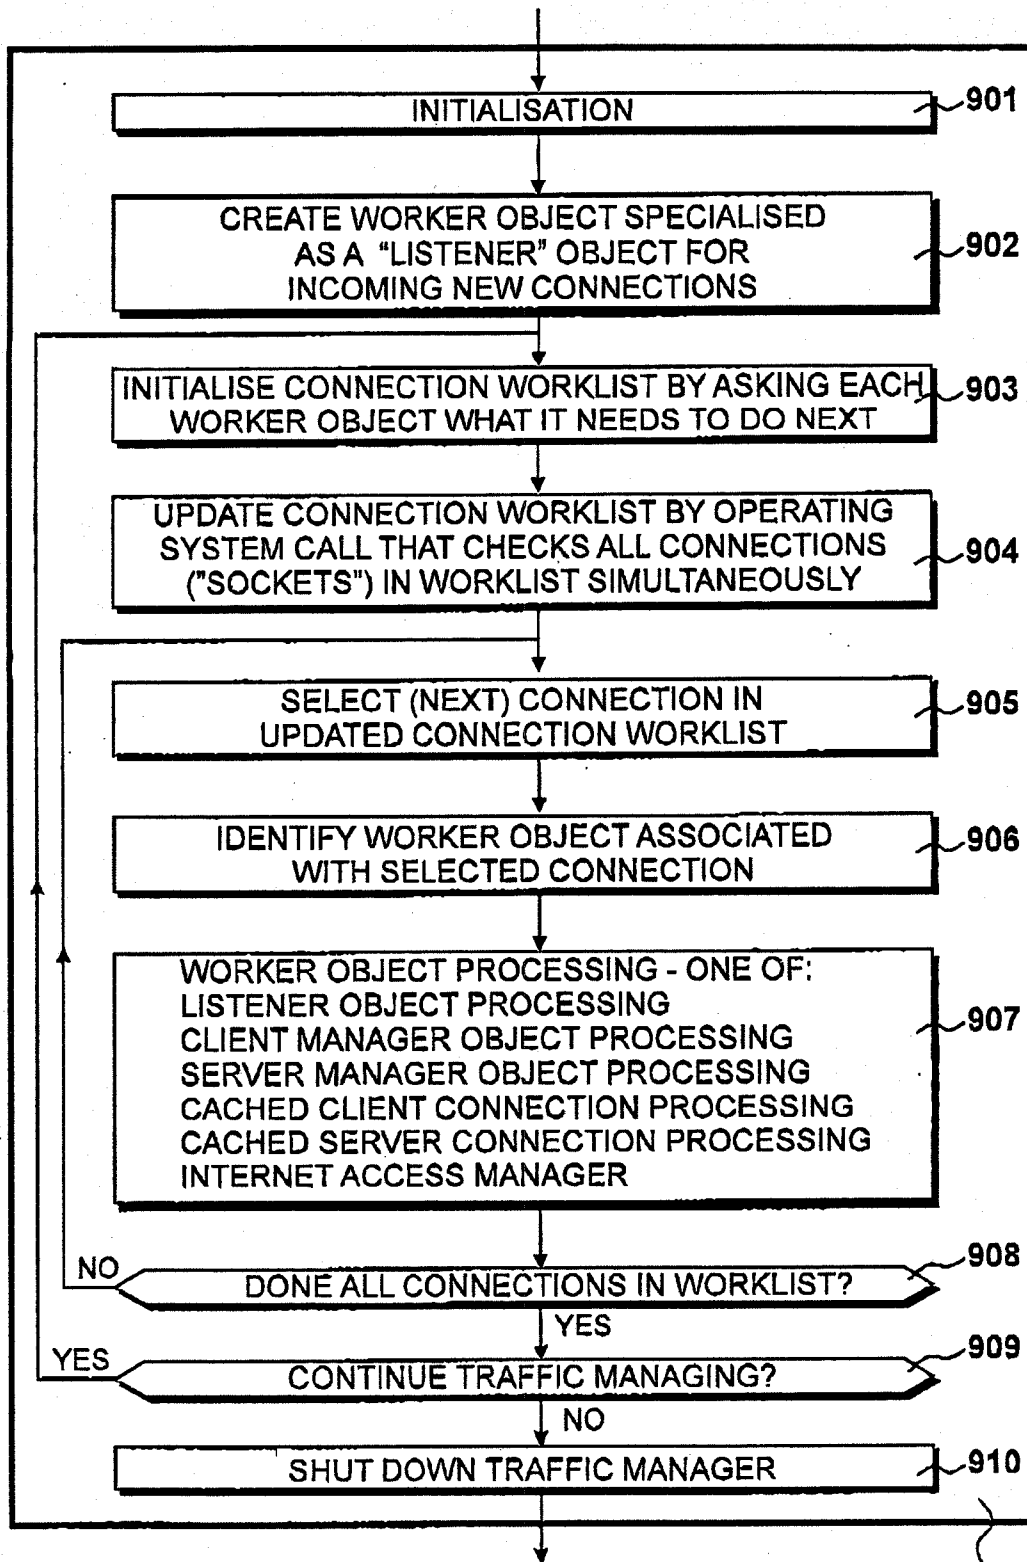 INITIALISATION
901
CREATE WORKER OBJECT SPECIALISED
AS A "LISTENER" OBJECT FOR
INCOMING NEW CONNECTIONS
902
INITIALISE CONNECTION WORKLIST BY ASKING EACH
WORKER OBJECT WHAT IT NEEDS TO DO NEXT
903
UPDATE CONNECTION WORKLIST BY OPERATING
SYSTEM CALL THAT CHECKS ALL CONNECTIONS
("SOCKETS") IN WORKLIST SIMULTANEOUSLY
904
SELECT (NEXT) CONNECTION IN
UPDATED CONNECTION WORKLIST
905
IDENTIFY WORKER OBJECT ASSOCIATED
WITH SELECTED CONNECTION
906
WORKER OBJECT PROCESSING - ONE OF:
LISTENER OBJECT PROCESSING
CLIENT MANAGER OBJECT PROCESSING
SERVER MANAGER OBJECT PROCESSING
CACHED CLIENT CONNECTION PROCESSING
CACHED SERVER CONNECTION PROCESSING
INTERNET ACCESS MANAGER
907
NO
DONE ALL CONNECTIONS IN WORKLIST?
908
YES
YES
CONTINUE TRAFFIC MANAGING?
909
NO
SHUT DOWN TRAFFIC MANAGER
910